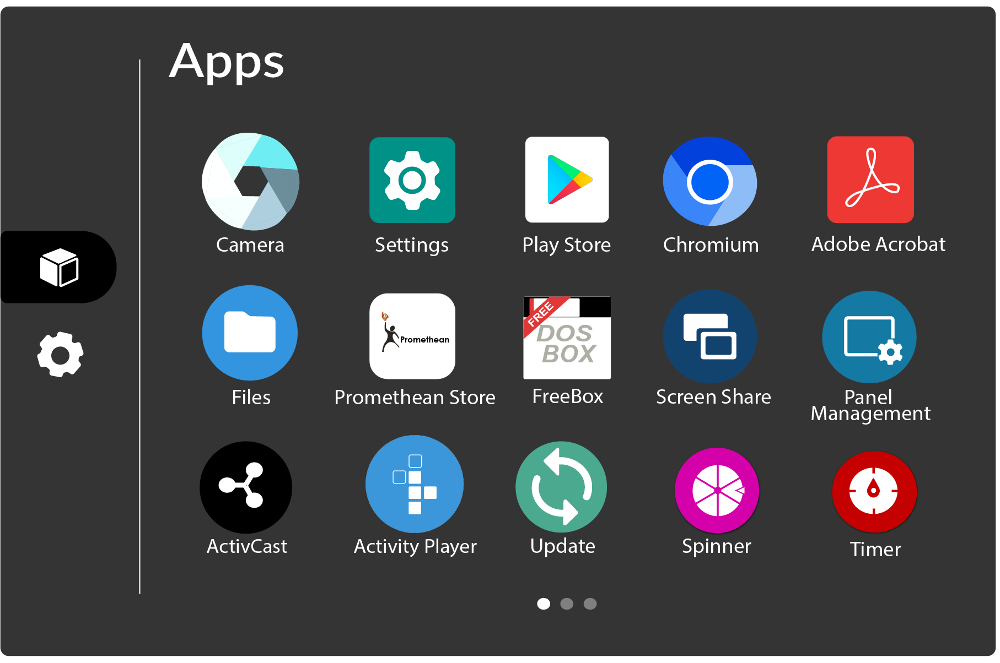 Apps
Camera
Settings
Play Store
Chromium
Adobe Acrobat
Promethean
FREE
DOS
BOX
Files
Promethean Store
FreeBox
Screen Share
Panel
Management
ActivCast
Activity Player
Update
Spinner
Timer